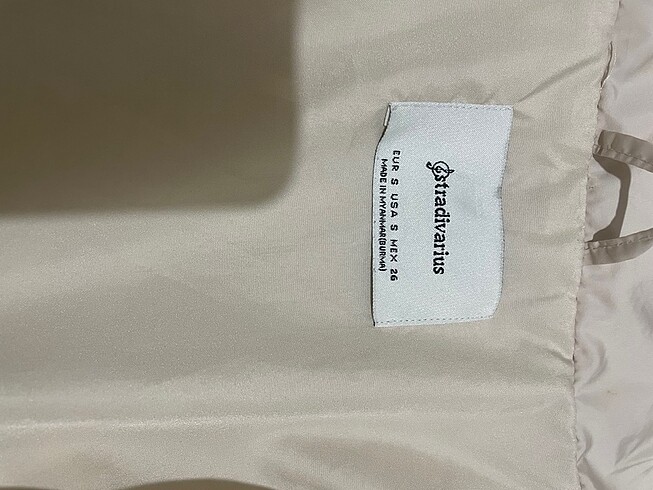 stradivarius
EUR S USA S MEX 26
MADE IN MYANMAR(BURMA)